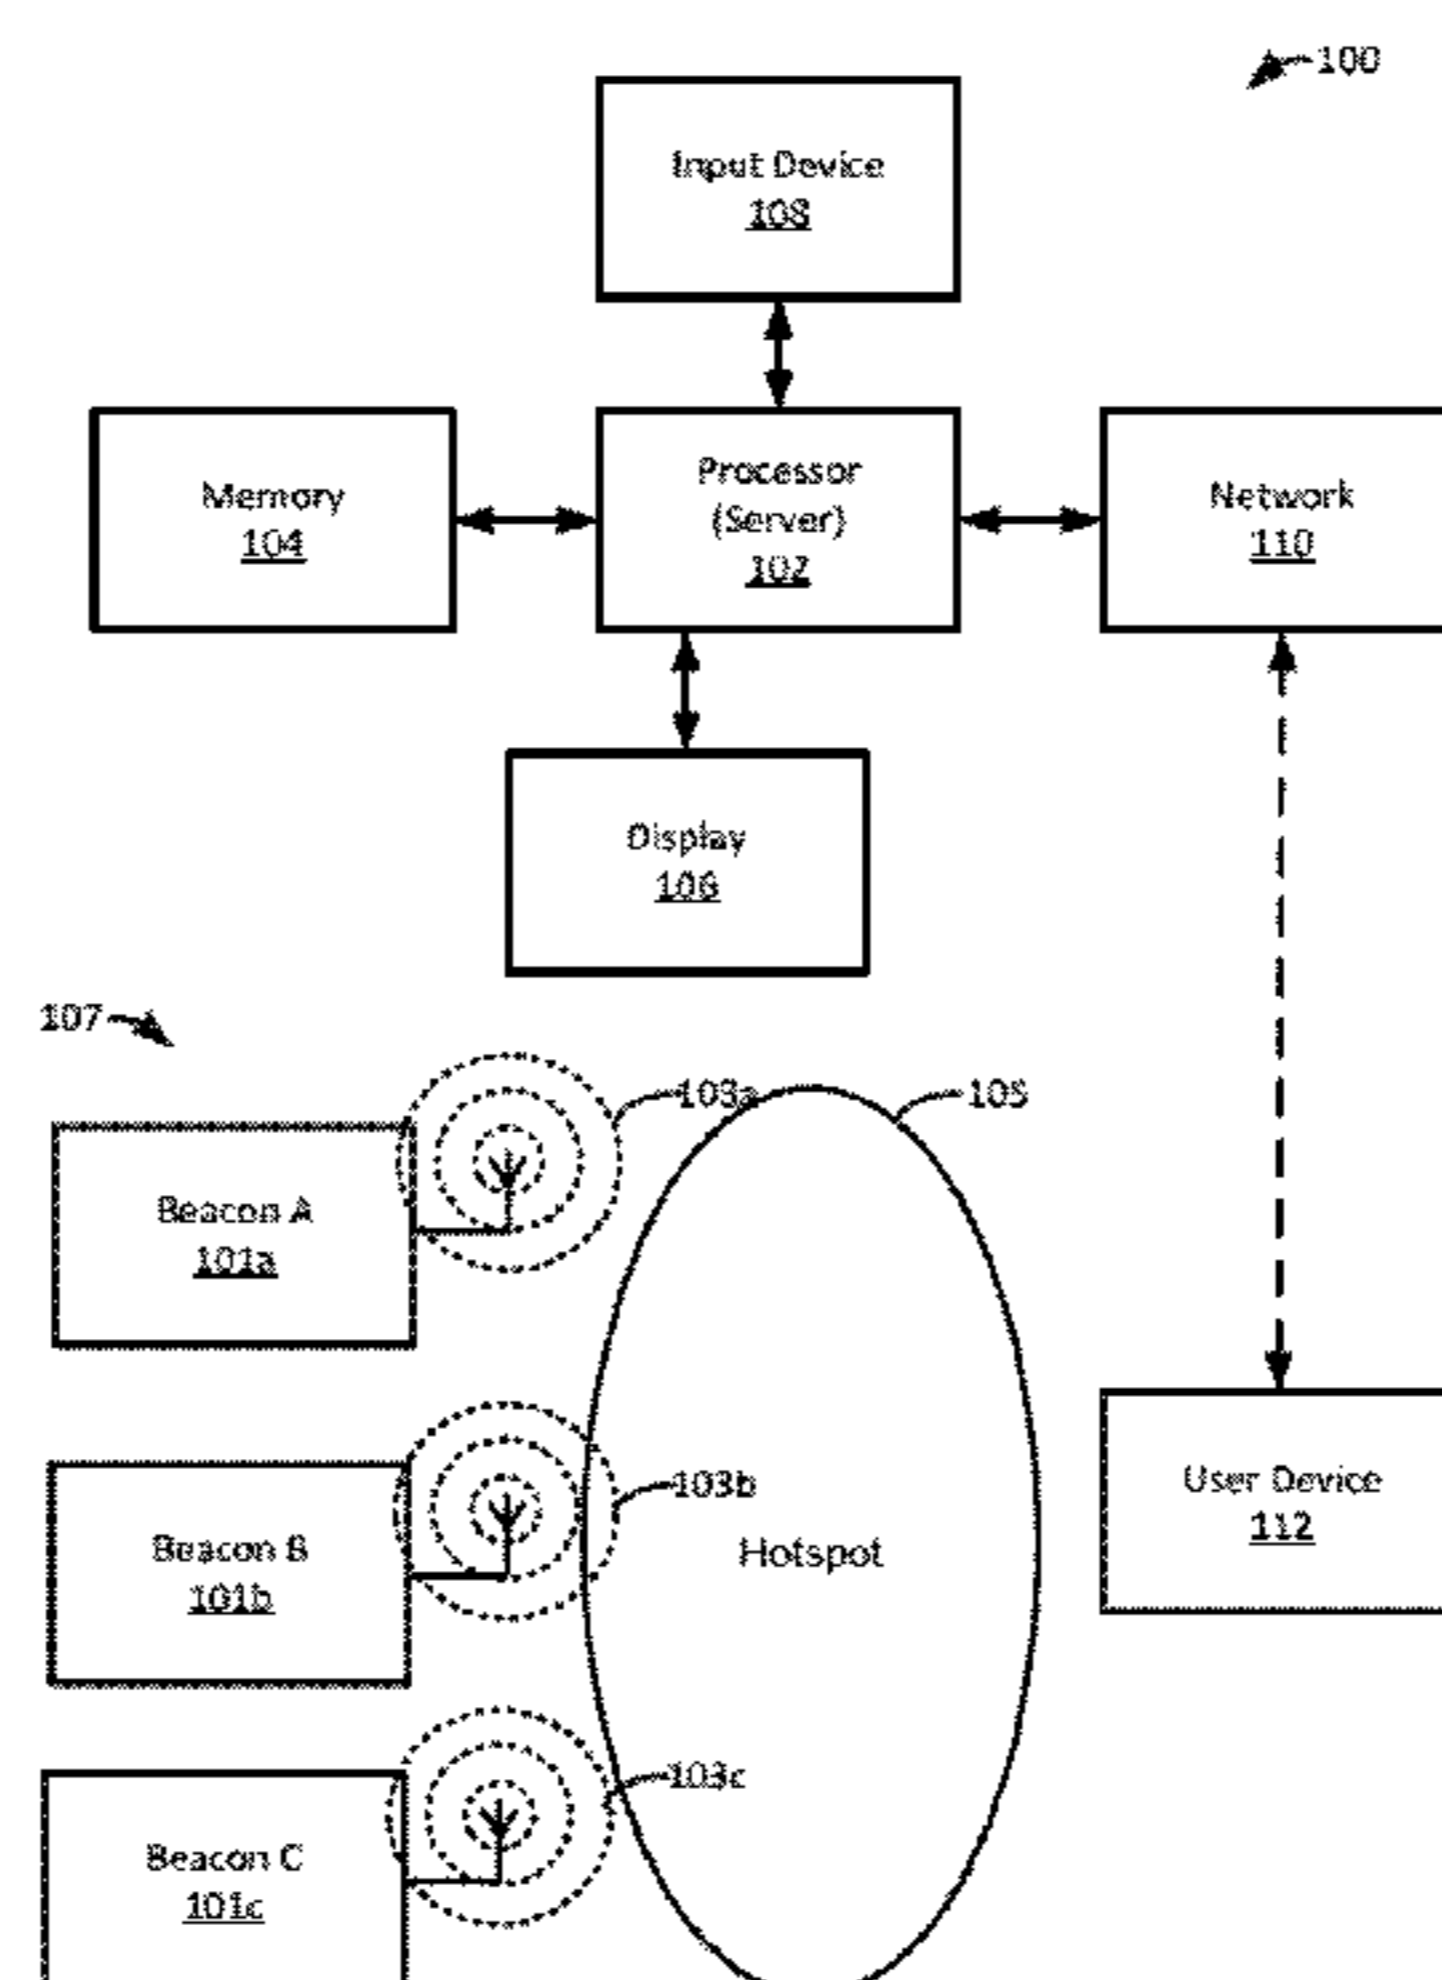 100
Input Device
108
Memory
104
Processor
(Server)
102
Network
110
Display
106
107
103a
105
Beacon A
101a
103b
User Device
112
Beacon B
101b
Hotspot
103c
Beacon C
101c